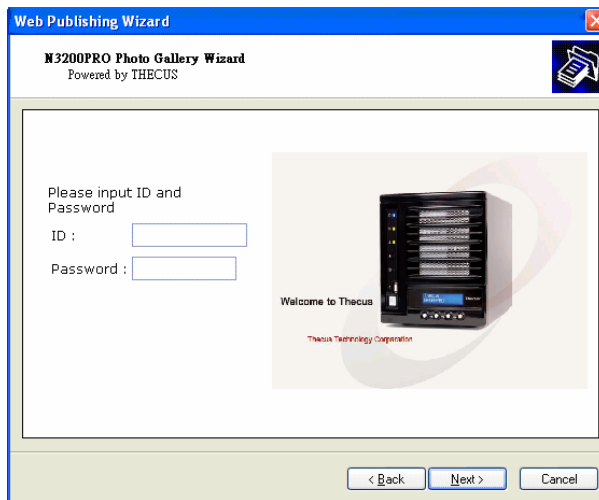 Web Publishing Wizard
N3200PRO Photo Gallery Wizard
Powered by THECUS
Please input ID and
Password
ID :
Password :
Welcome to Thecus
Thecus Technology Corporation
< Back
Next >
Cancel